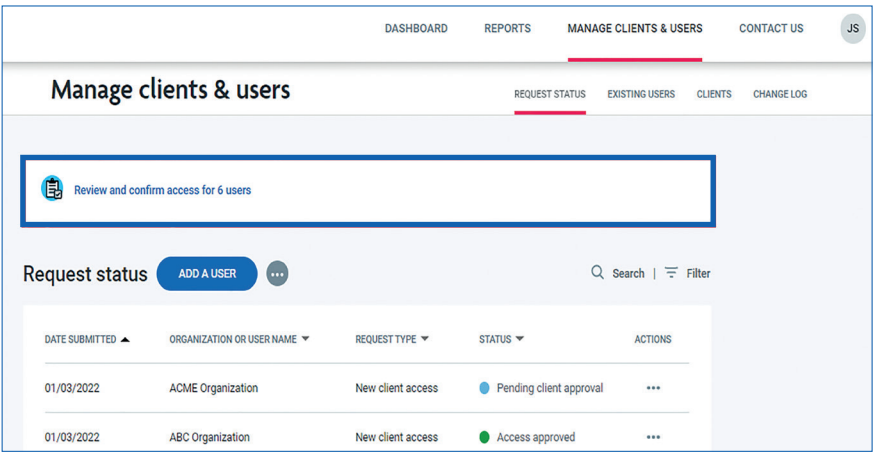 DASHBOARD REPORTS MANAGE CLIENTS & USERS CONTACT US JS
Manage clients & users REQUEST STATUS EXISTING USERS CLIENTS CHANGE LOG
Review and confirm access for 6 users
Request status ADD A USER ... Search | Filter
DATE SUBMITTED ORGANIZATION OR USER NAME REQUEST TYPE STATUS ACTIONS
01/03/2022 ACME Organization New client access Pending client approval ...
01/03/2022 ABC Organization New client access Access approved ...